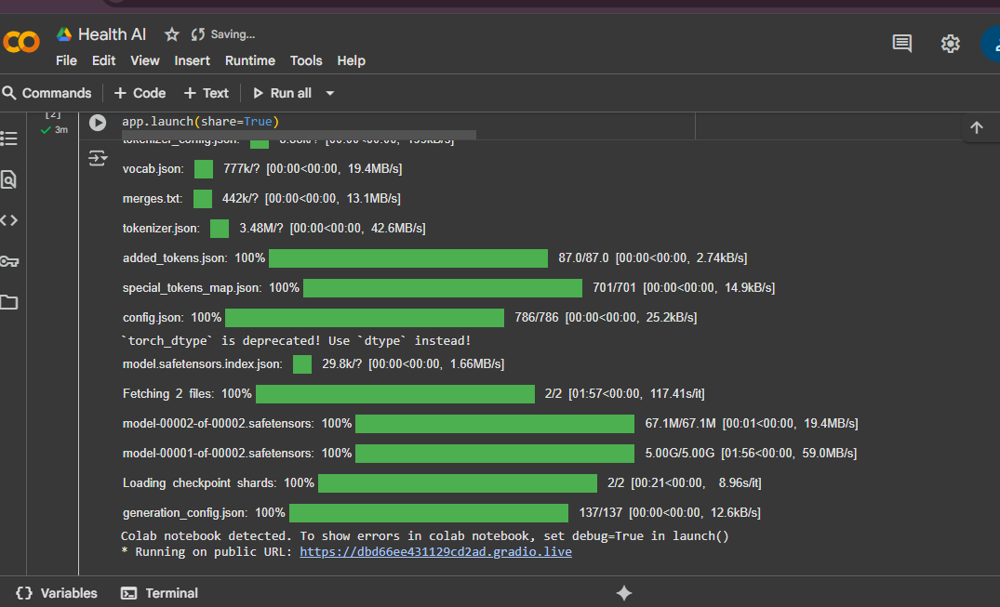 Health AI Saving...
File Edit View Insert Runtime Tools Help
Commands + Code + Text Run all
[2]
3m
app.launch(share=True)
tokenizer_config.json:
vocab.json: 777k/? [00:00<00:00, 19.4MB/s]
merges.txt: 442k/? [00:00<00:00, 13.1MB/s]
tokenizer.json: 3.48M/? [00:00<00:00, 42.6MB/s]
added_tokens.json: 100% 87.0/87.0 [00:00<00:00, 2.74kB/s]
special_tokens_map.json: 100% 701/701 [00:00<00:00, 14.9kB/s]
config.json: 100% 786/786 [00:00<00:00, 25.2kB/s]
`torch_dtype` is deprecated! Use `dtype` instead!
model.safetensors.index.json: 29.8k/? [00:00<00:00, 1.66MB/s]
Fetching 2 files: 100% 2/2 [01:57<00:00, 117.41s/it]
model-00002-of-00002.safetensors: 100% 67.1M/67.1M [00:01<00:00, 19.4MB/s]
model-00001-of-00002.safetensors: 100% 5.00G/5.00G [01:56<00:00, 59.0MB/s]
Loading checkpoint shards: 100% 2/2 [00:21<00:00, 8.96s/it]
generation_config.json: 100% 137/137 [00:00<00:00, 12.6kB/s]
Colab notebook detected. To show errors in colab notebook, set debug=True in launch()
* Running on public URL: https://dbd66ee431129cd2ad.gradio.live
{} Variables Terminal